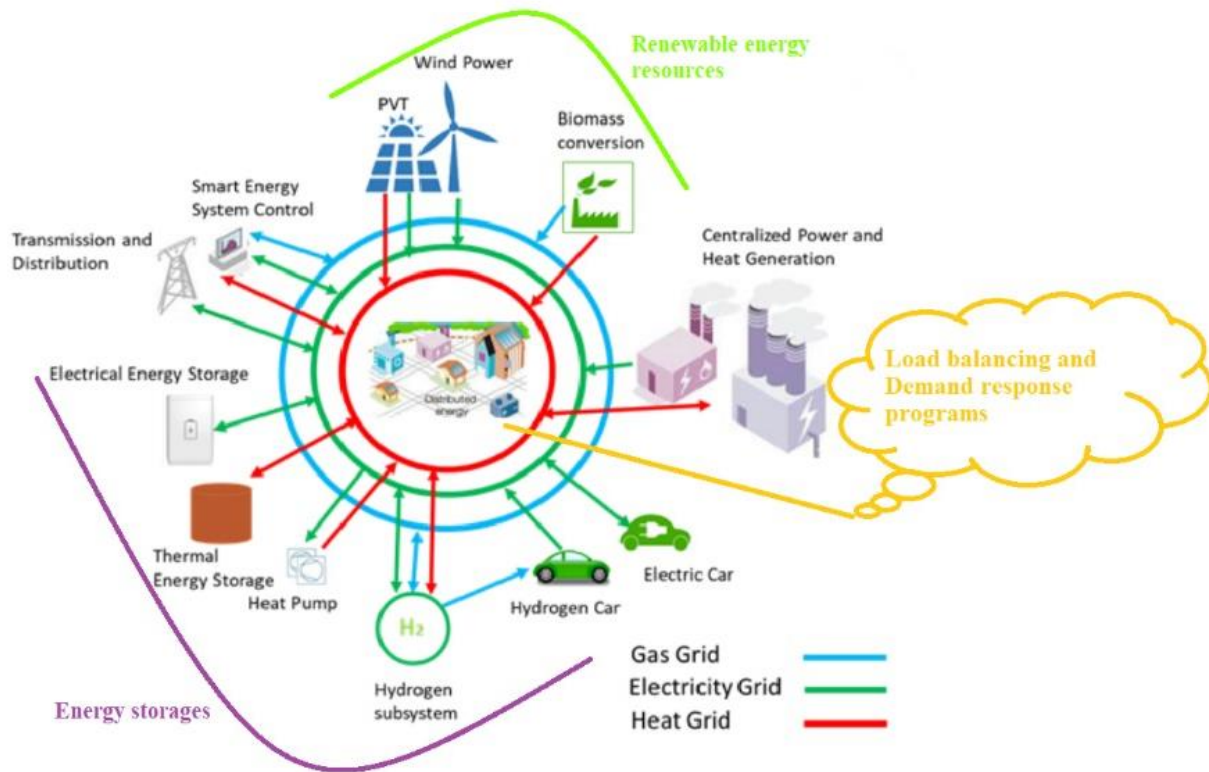 Renewable energy
resources
Wind Power
PVT
Biomass
conversion
Smart Energy
System Control
Transmission and
Distribution
Centralized Power and
Heat Generation
Load balancing and
Demand response
programs
Electrical Energy Storage
Distributed
energy
Thermal
Energy Storage
Heat Pump
Electric Car
Hydrogen Car
H₂
Hydrogen
subsystem
Gas Grid
Electricity Grid
Heat Grid
Energy storages